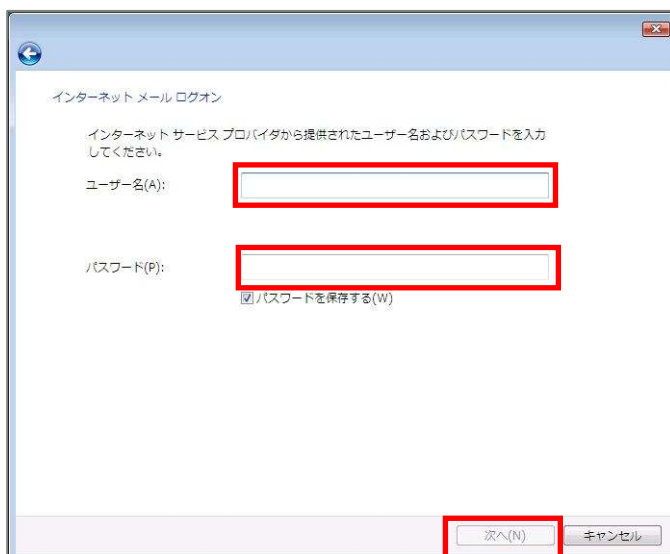 インターネット メール ログオン
インターネット サービス プロバイダから提供されたユーザー名およびパスワードを入力
してください。
ユーザー名(A):
パスワード(P):
パスワードを保存する(W)
次へ(N) キャンセル